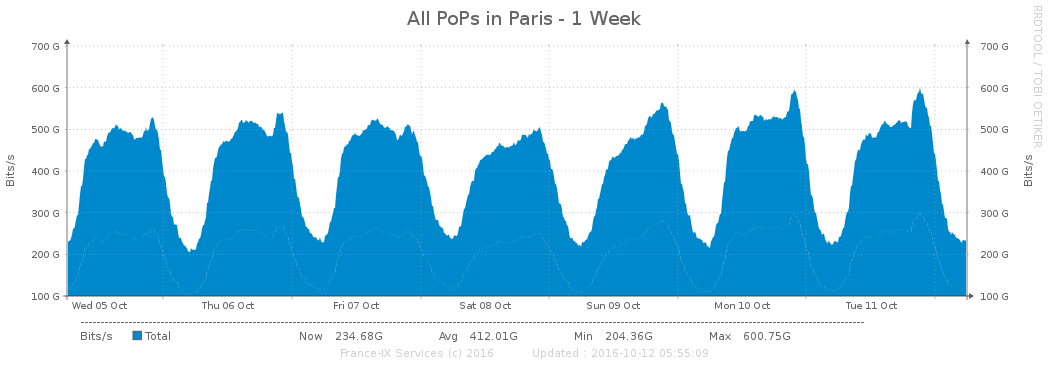 All PoPs in Paris - 1 Week
RRDTOOL / TOBI OETIKER
700 G 700 G
600 G 600 G
500 G 500 G
400 G 400 G
300 G 300 G
200 G 200 G
100 G 100 G
Bits/s
Bits/s
Wed 05 Oct Thu 06 Oct Fri 07 Oct Sat 08 Oct Sun 09 Oct Mon 10 Oct Tue 11 Oct
Bits/s Total Now 234.68G Avg 412.01G Min 204.36G Max 600.75G
France-IX Services (c) 2016 Updated : 2016-10-12 05:55:09